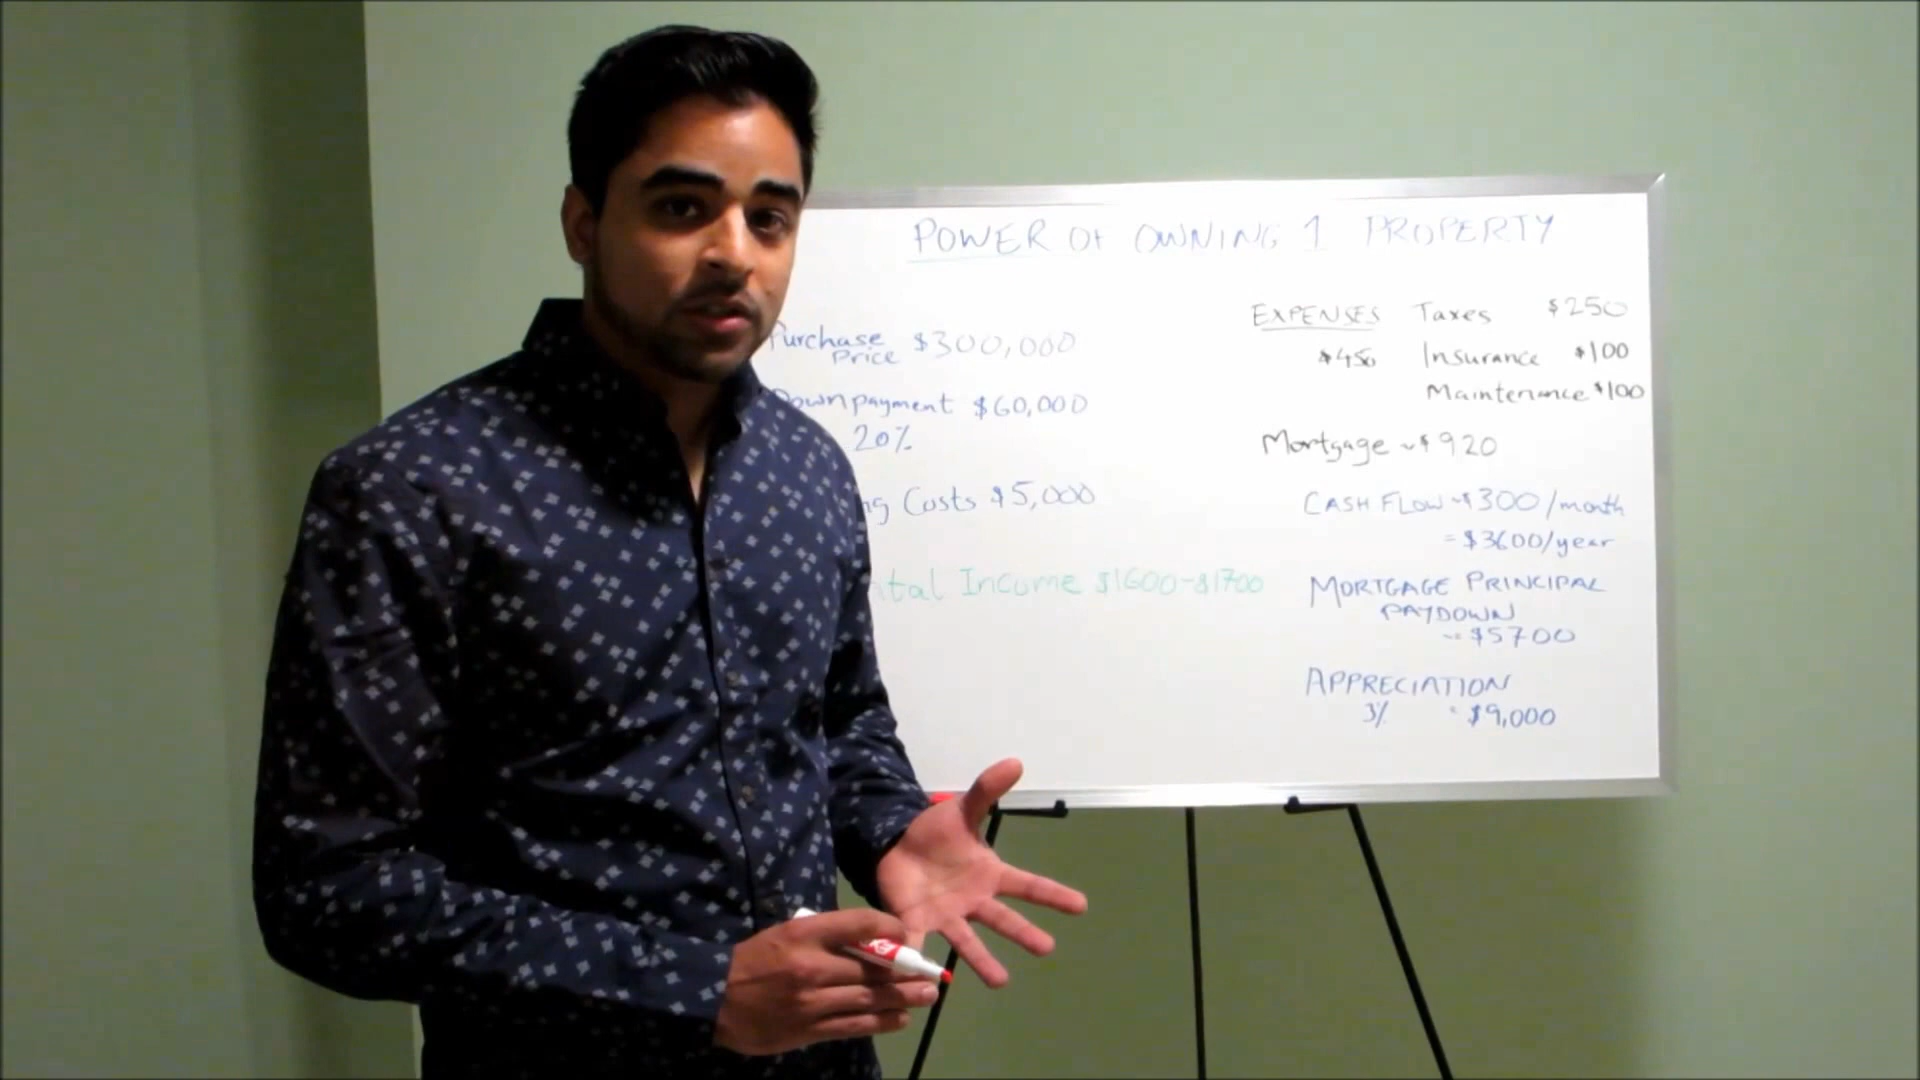 POWER OF OWNING 1 PROPERTY
Purchase
Price $300,000
Downpayment $60,000
20%
Costs $5,000
Income $1600-$1700
EXPENSES Taxes $250
$450 Insurance $100
Maintenance $100
Mortgage ~$920
CASH FLOW ~$300/month
= $3600/year
MORTGAGE PRINCIPAL
PAYDOWN
~= $5700
APPRECIATION
3% = $9,000